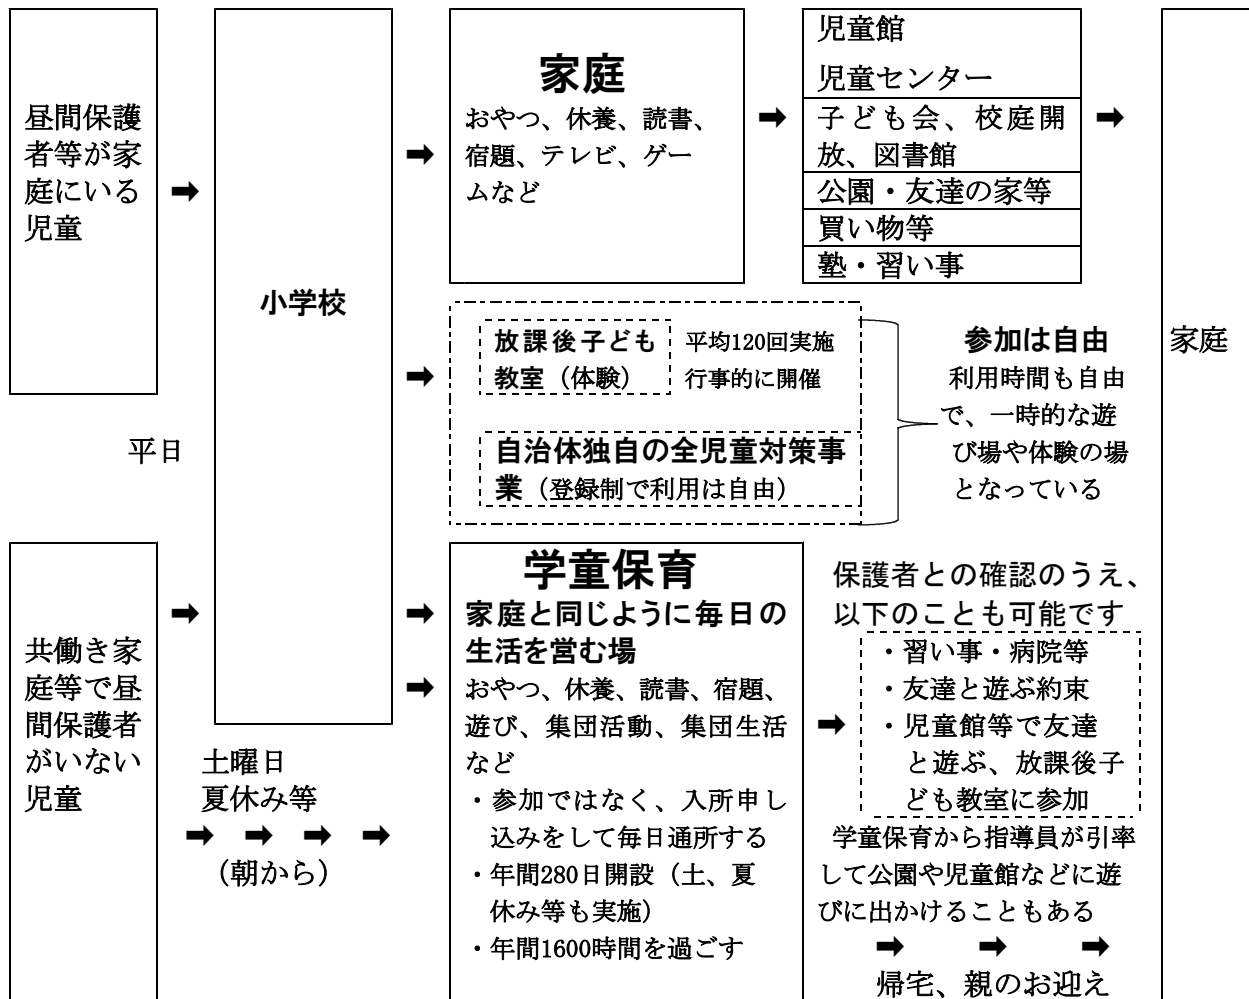 昼間保護
者等が家
庭にいる
児童
平日
共働き家
庭等で昼
間保護者
がいない
児童
小学校
土曜日
夏休み等
(朝から)
家庭
おやつ、休養、読書、
宿題、テレビ、ゲー
ムなど
児童館
児童センター
子ども会、校庭開
放、図書館
公園・友達の家等
買い物等
塾・習い事
放課後子ども
教室（体験）
平均120回実施
行事的に開催
自治体独自の全児童対策事
業（登録制で利用は自由）
参加は自由
利用時間も自由
で、一時的な遊
び場や体験の場
となっている
学童保育
家庭と同じように毎日の
生活を営む場
おやつ、休養、読書、宿題、
遊び、集団活動、集団生活
など
・参加ではなく、入所申し
込みをして毎日通所する
・年間280日開設（土、夏
休み等も実施）
・年間1600時間を過ごす
保護者との確認のうえ、
以下のことも可能です
・習い事・病院等
・友達と遊ぶ約束
・児童館等で友達
と遊ぶ、放課後子
ども教室に参加
学童保育から指導員が引率
して公園や児童館などに遊
びに出かけることもある
帰宅、親のお迎え
家庭